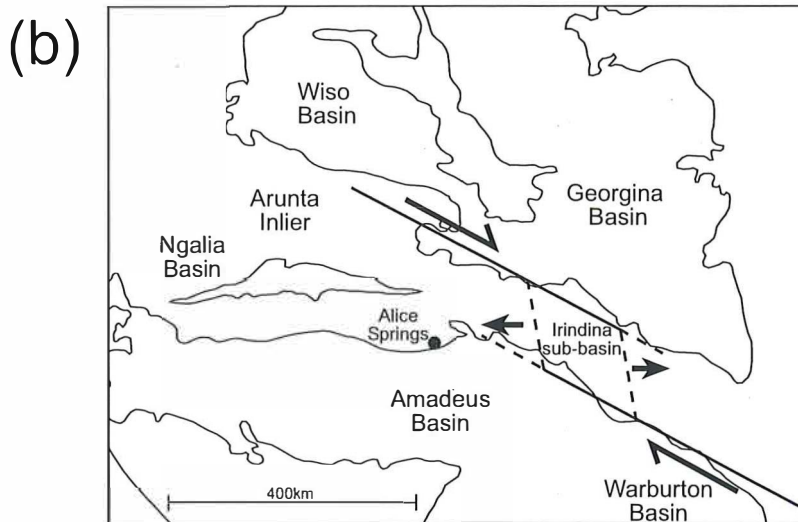 (b)
Wiso
Basin
Georgina
Basin
Arunta
Inlier
Ngalia
Basin
Alice
Springs
Irindina
sub-basin
Amadeus
Basin
400km
Warburton
Basin